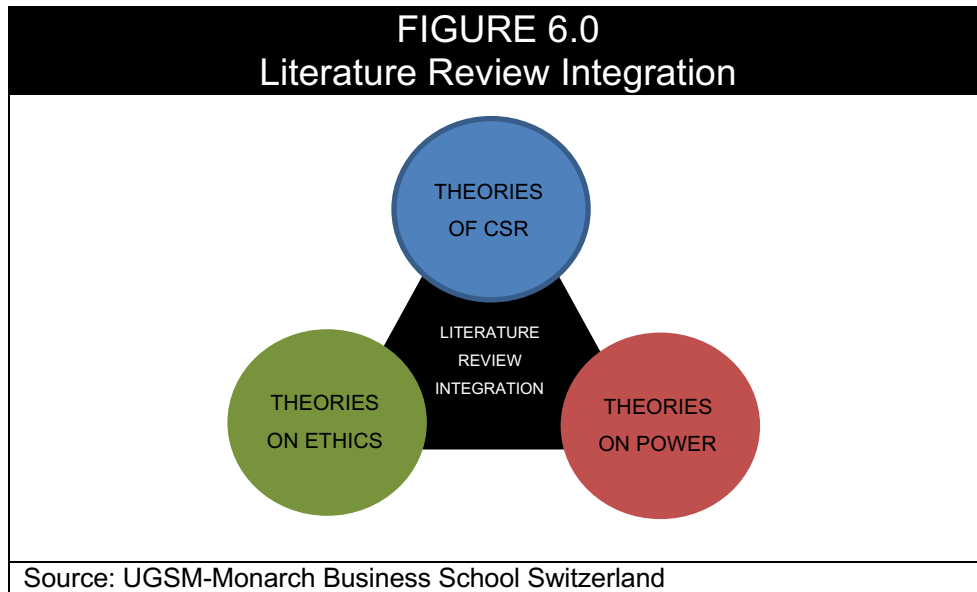 FIGURE 6.0
Literature Review Integration
THEORIES
OF CSR
LITERATURE
REVIEW
INTEGRATION
THEORIES
ON ETHICS
THEORIES
ON POWER
Source: UGSM-Monarch Business School Switzerland